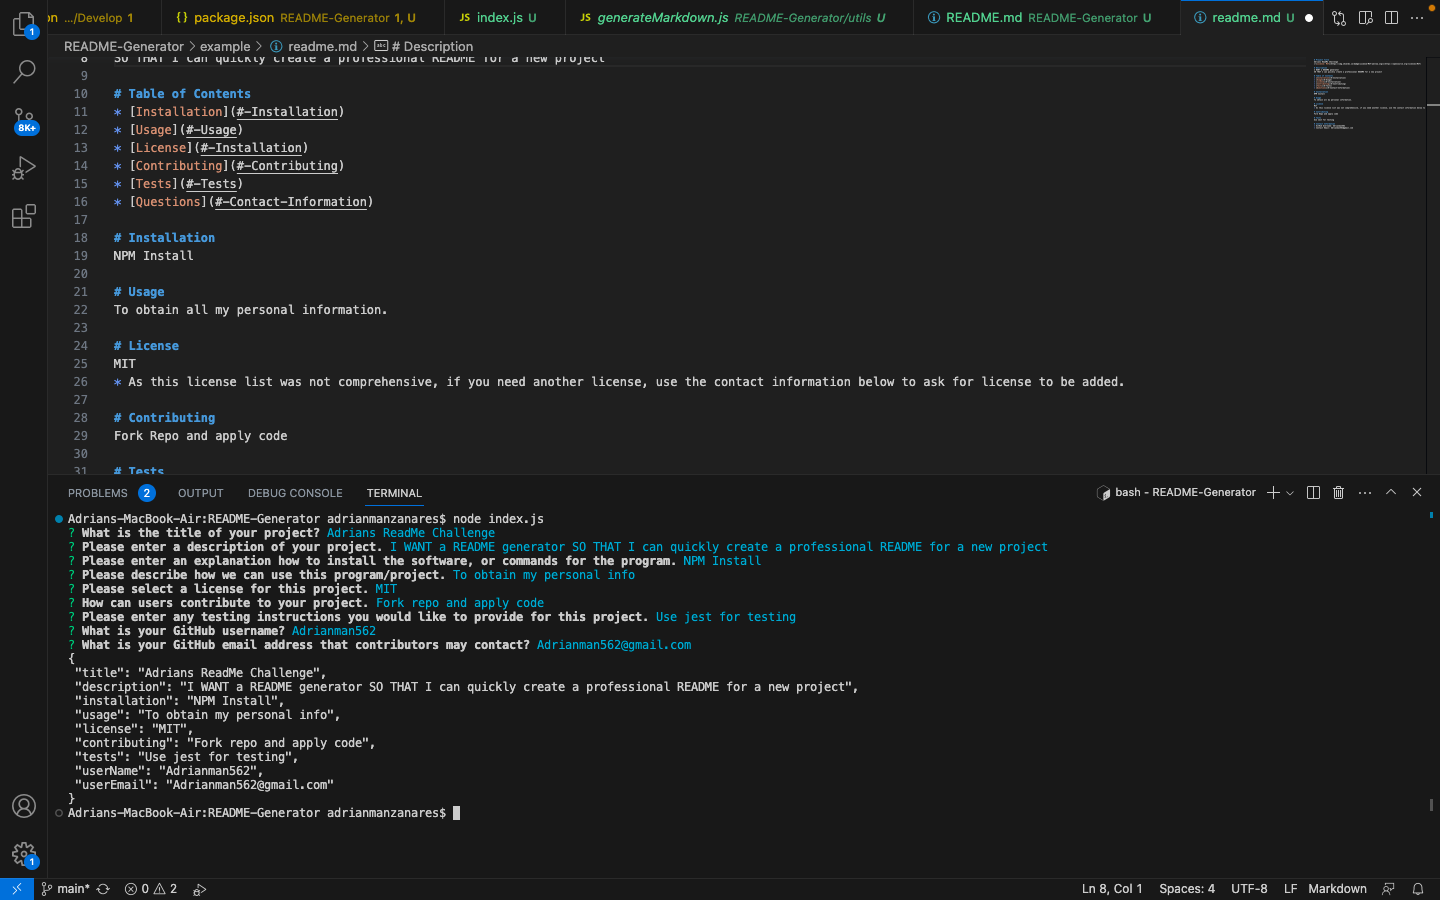 on .../Develop 1
{} package.json README-Generator 1, U
JS index.js U
JS generateMarkdown.js README-Generator/utils U
README.md README-Generator U
readme.md U
README-Generator > example > readme.md > # Description
8 SO THAT I can quickly create a professional README for a new project
9
10 # Table of Contents
11 * [Installation](#-Installation)
12 * [Usage](#-Usage)
13 * [License](#-Installation)
14 * [Contributing](#-Contributing)
15 * [Tests](#-Tests)
16 * [Questions](#-Contact-Information)
17
18 # Installation
19 NPM Install
20
21 # Usage
22 To obtain all my personal information.
23
24 # License
25 MIT
26 * As this license list was not comprehensive, if you need another license, use the contact information below to ask for license to be added.
27
28 # Contributing
29 Fork Repo and apply code
30
31 # Tests
1
8K+
PROBLEMS 2 OUTPUT DEBUG CONSOLE TERMINAL
bash - README-Generator
Adrians-MacBook-Air:README-Generator adrianmanzanares$ node index.js
? What is the title of your project? Adrians ReadMe Challenge
? Please enter a description of your project. I WANT a README generator SO THAT I can quickly create a professional README for a new project
? Please enter an explanation how to install the software, or commands for the program. NPM Install
? Please describe how we can use this program/project. To obtain my personal info
? Please select a license for this project. MIT
? How can users contribute to your project. Fork repo and apply code
? Please enter any testing instructions you would like to provide for this project. Use jest for testing
? What is your GitHub username? Adrianman562
? What is your GitHub email address that contributors may contact? Adrianman562@gmail.com
{
"title": "Adrians ReadMe Challenge",
"description": "I WANT a README generator SO THAT I can quickly create a professional README for a new project",
"installation": "NPM Install",
"usage": "To obtain my personal info",
"license": "MIT",
"contributing": "Fork repo and apply code",
"tests": "Use jest for testing",
"userName": "Adrianman562",
"userEmail": "Adrianman562@gmail.com"
}
Adrians-MacBook-Air:README-Generator adrianmanzanares$
1
main* 0 2
Ln 8, Col 1 Spaces: 4 UTF-8 LF Markdown